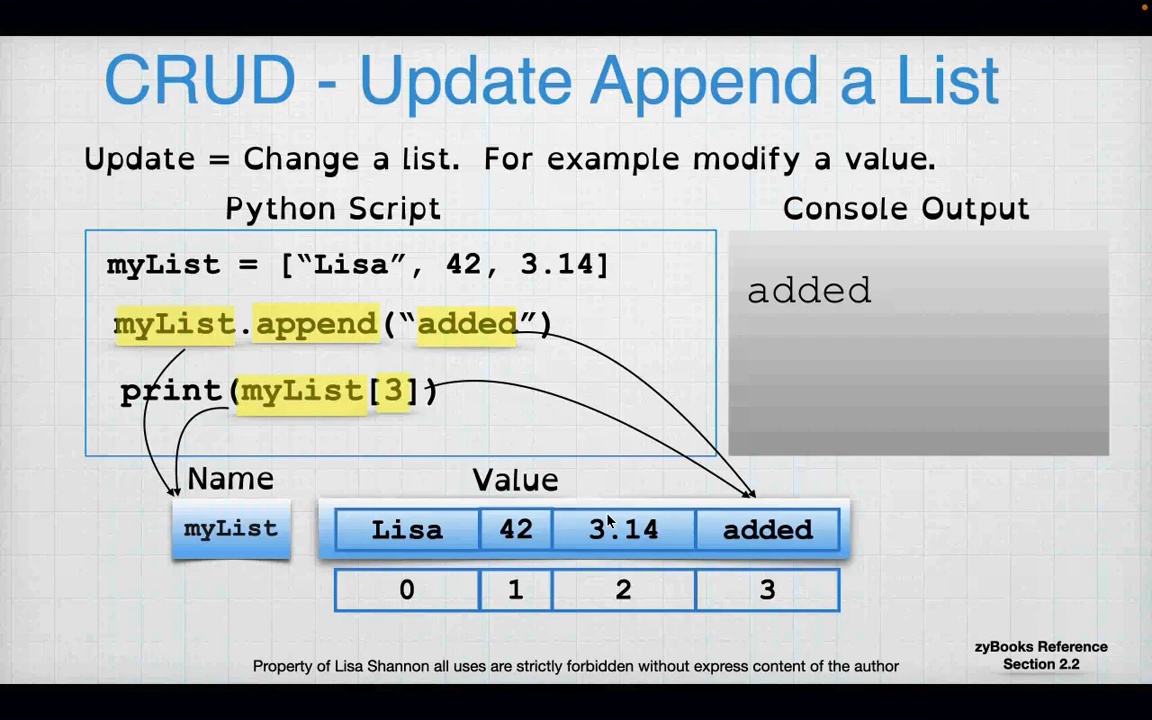 CRUD - Update Append a List
Update = Change a list. For example modify a value.
Python Script
Console Output
myList = [“Lisa”, 42, 3.14]
myList.append(“added”)
print(myList[3])
added
Name
Value
myList
Lisa 42 3.14 added
0 1 2 3
zyBooks Reference
Section 2.2
Property of Lisa Shannon all uses are strictly forbidden without express content of the author